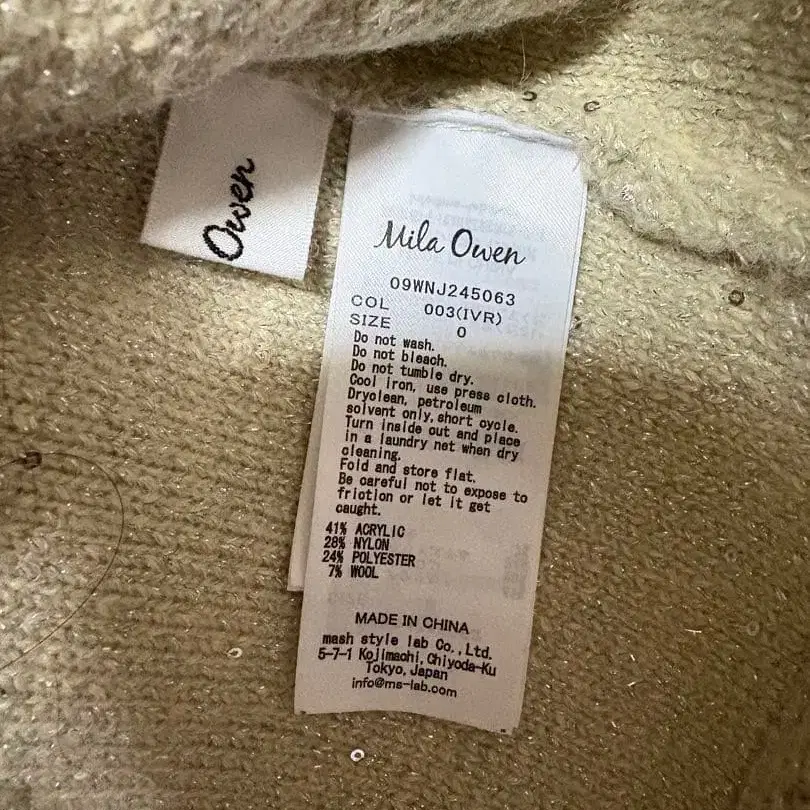 Owen
Mila Owen
09WNJ245063
COL 003(IVR)
SIZE 0
Do not wash.
Do not bleach.
Do not tumble dry.
Cool iron, use press cloth.
Dryclean, petroleum
solvent only, short cycle.
Turn inside out and place
in a laundry net when dry
cleaning.
Fold and store flat.
Be careful not to expose to
friction or let it get
caught.
41% ACRYLIC
28% NYLON
24% POLYESTER
7% WOOL
MADE IN CHINA
mash style lab Co., Ltd.
5-7-1 Kojimachi, Chiyoda-Ku
Tokyo, Japan
info@ms-lab.com